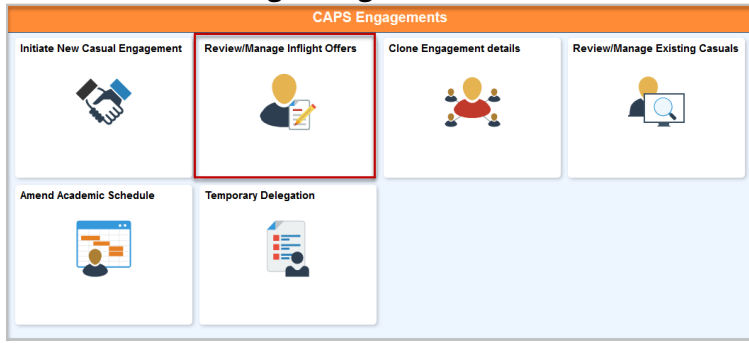 CAPS Engagements
Initiate New Casual Engagement
Review/Manage Inflight Offers
Clone Engagement details
Review/Manage Existing Casuals
Amend Academic Schedule
Temporary Delegation